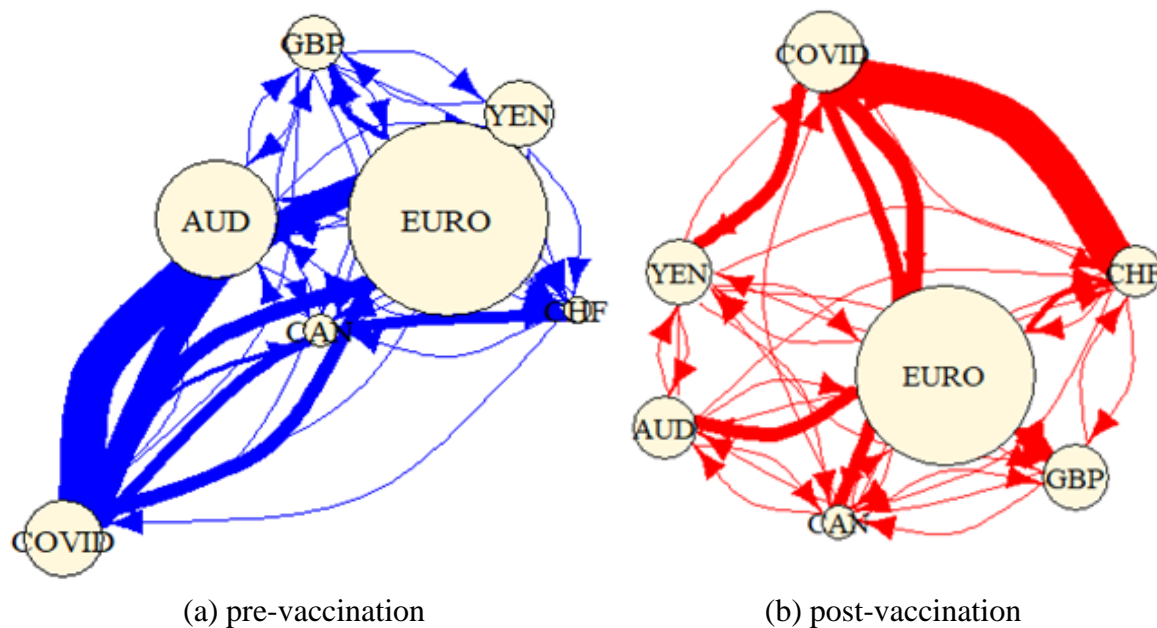 GBP
YEN
AUD
EURO
CAN
CHF
COVID
(a) pre-vaccination
COVID
YEN
CHF
EURO
AUD
GBP
CAN
(b) post-vaccination